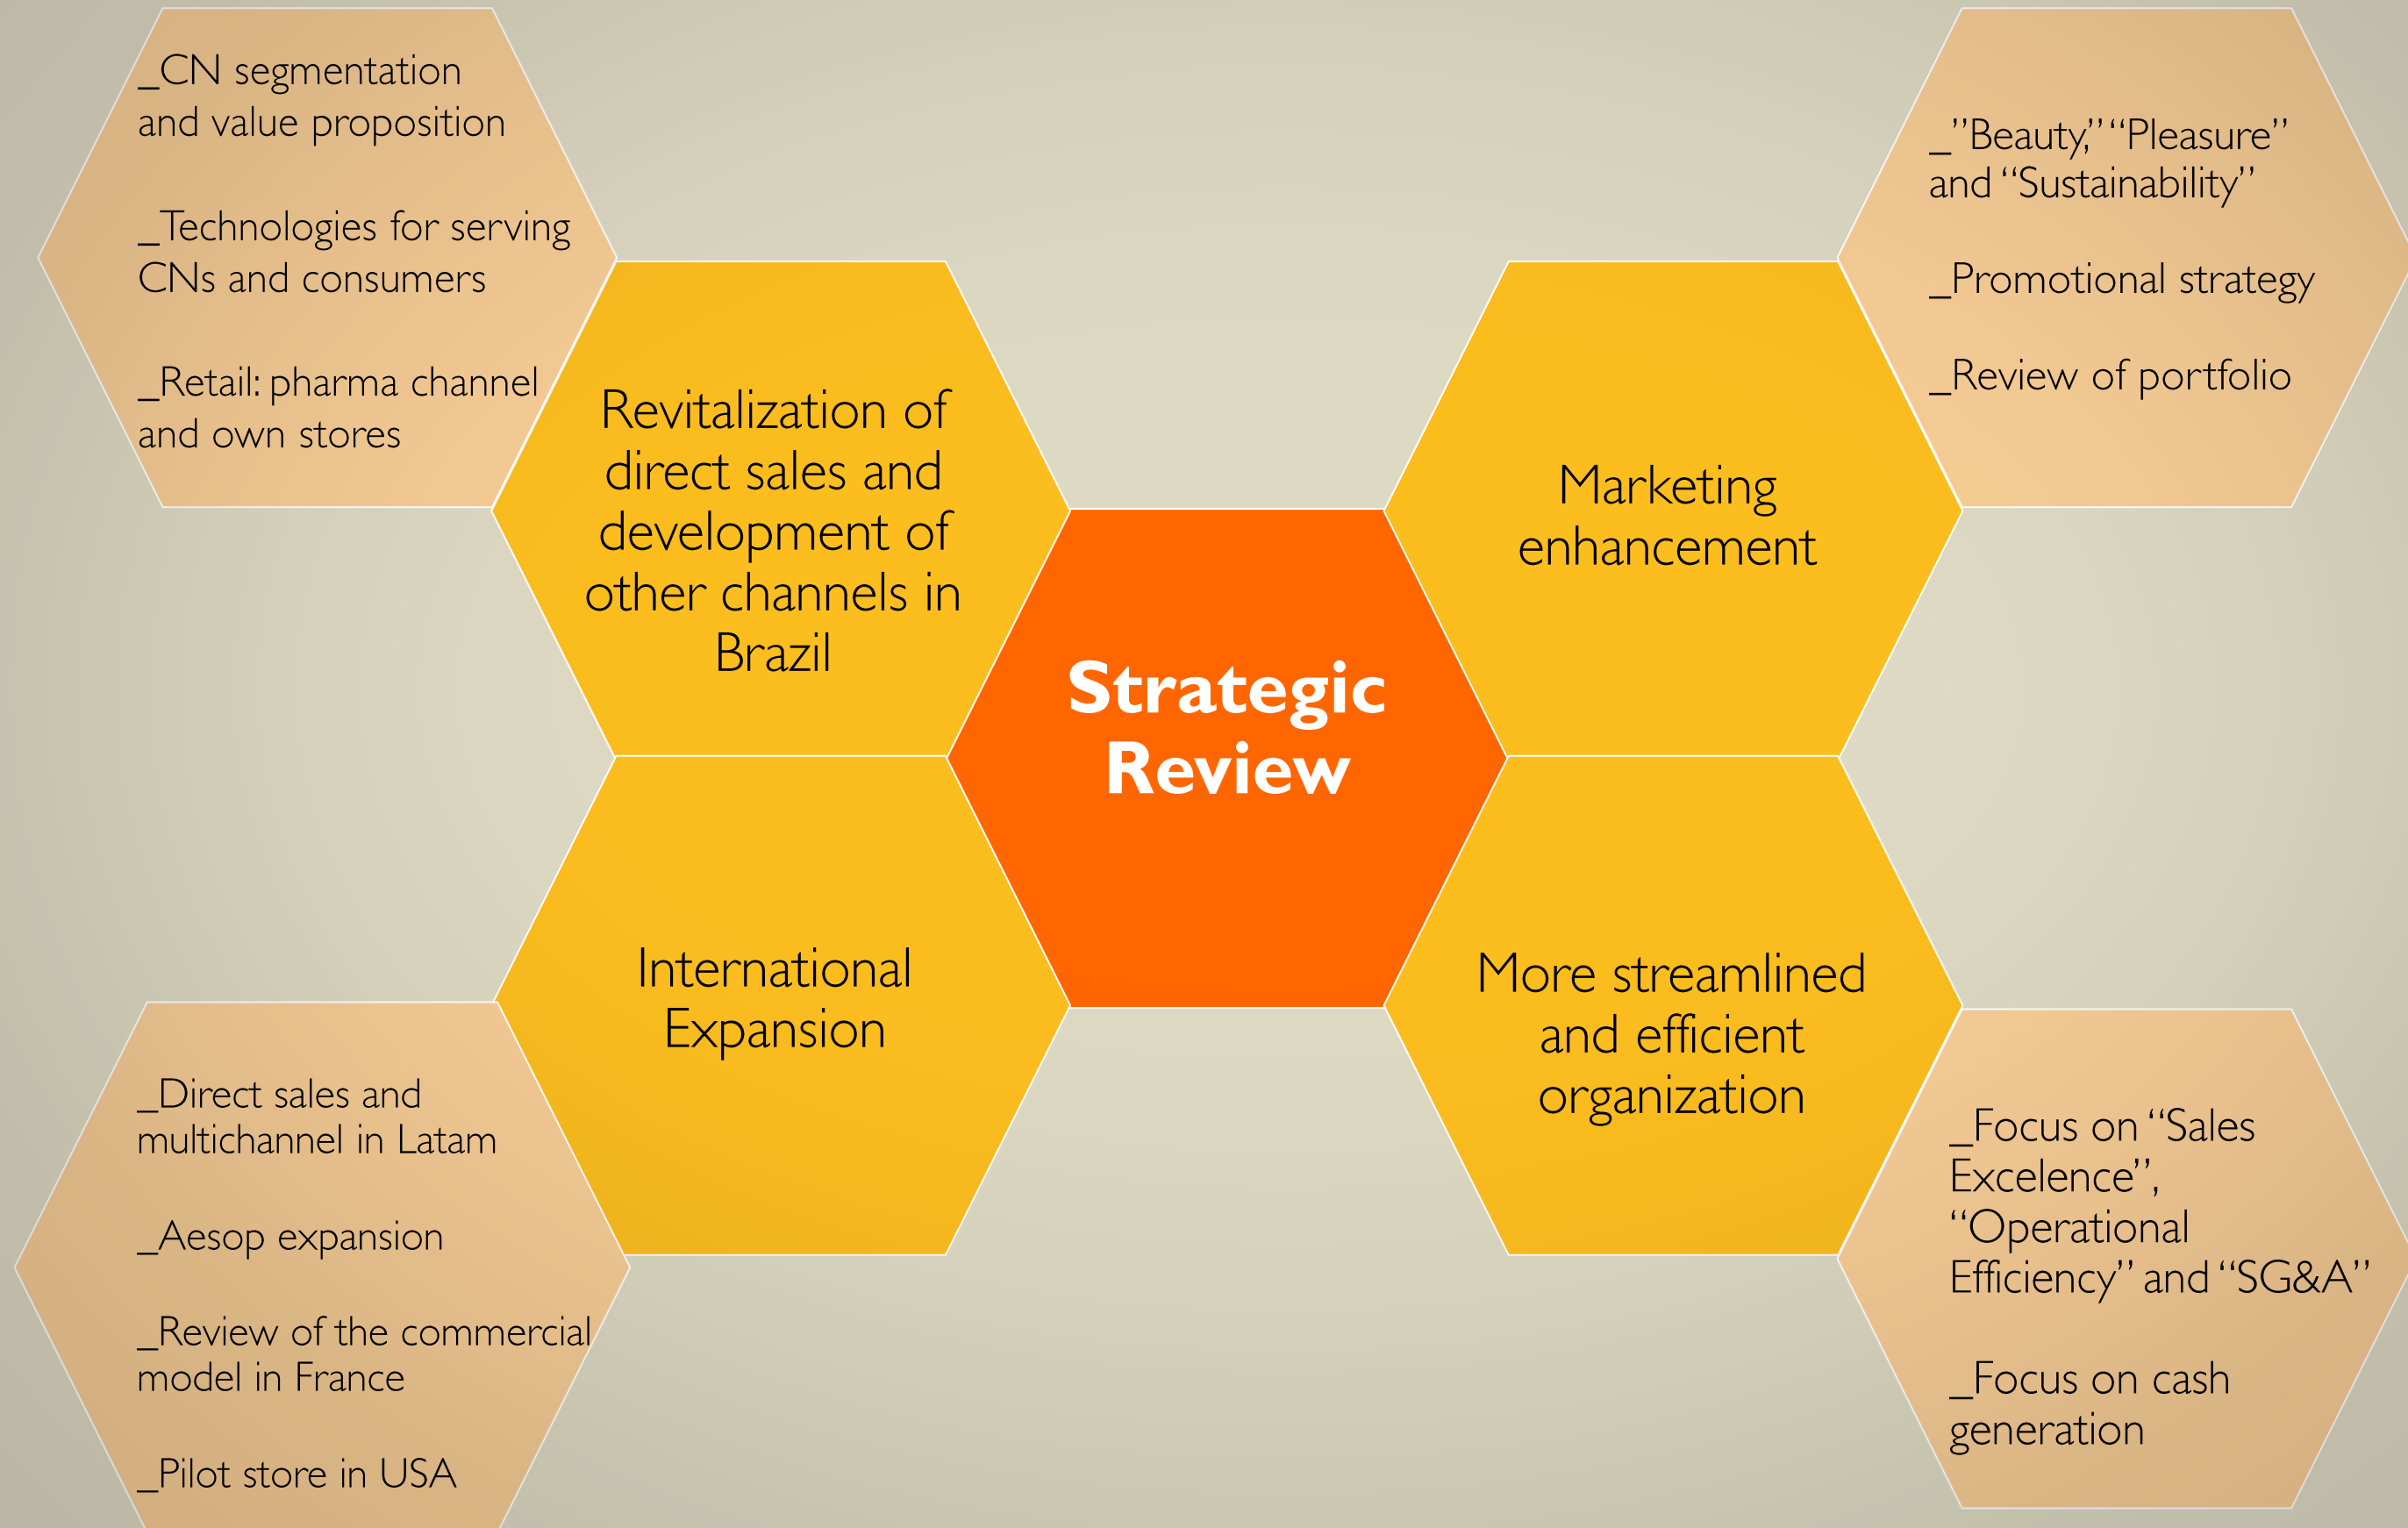 _CN segmentation
and value proposition
_Technologies for serving
CNs and consumers
_Retail: pharma channel
and own stores
Revitalization of
direct sales and
development of
other channels in
Brazil
Strategic
Review
Marketing
enhancement
_”Beauty,” “Pleasure”
and “Sustainability”
_Promotional strategy
_Review of portfolio
International
Expansion
_Direct sales and
multichannel in Latam
_Aesop expansion
_Review of the commercial
model in France
_Pilot store in USA
More streamlined
and efficient
organization
_Focus on “Sales
Excelence”,
“Operational
Efficiency” and “SG&A”
_Focus on cash
generation